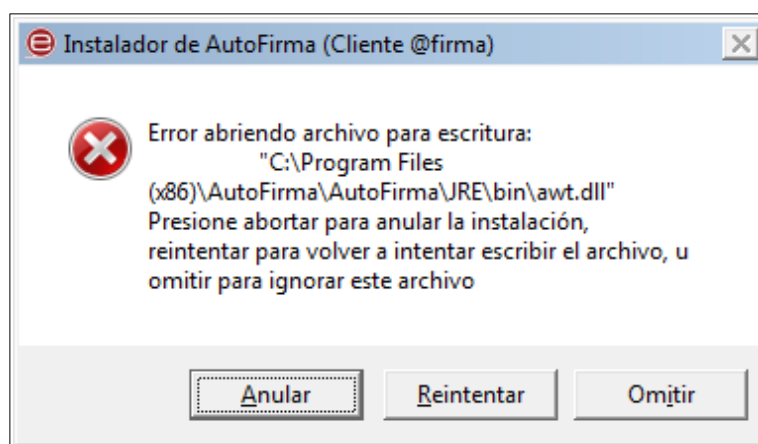 Instalador de AutoFirma (Cliente @firma)
Error abriendo archivo para escritura:
"C:\Program Files
(x86)\AutoFirma\AutoFirma\JRE\bin\awt.dll"
Presione abortar para anular la instalación,
reintentar para volver a intentar escribir el archivo, u
omitir para ignorar este archivo
Anular Reintentar Omitir